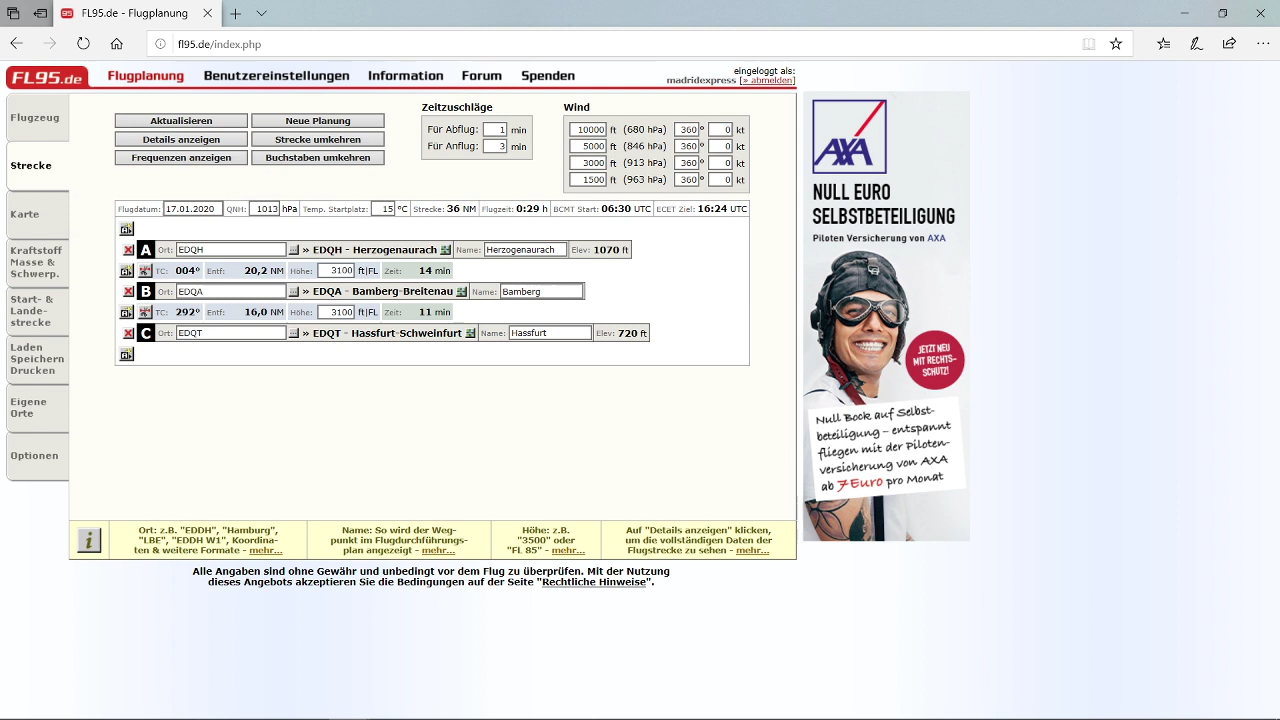 FL95.de - Flugplanung
fl95.de/index.php
FL95.de Flugplanung Benutzereinstellungen Information Forum Spenden
eingeloggt als:
madridexpress [» abmelden]
Flugzeug
Strecke
Karte
Kraftstoff
Masse &
Schwerp.
Start- &
Lande-
strecke
Laden
Speichern
Drucken
Eigene
Orte
Optionen
Aktualisieren Neue Planung
Details anzeigen Strecke umkehren
Frequenzen anzeigen Buchstaben umkehren
Zeitzuschläge
Für Abflug: 1 min
Für Anflug: 3 min
Wind
10000 ft (680 hPa) 360° 0 kt
5000 ft (846 hPa) 360° 0 kt
3000 ft (913 hPa) 360° 0 kt
1500 ft (963 hPa) 360° 0 kt
Flugdatum: 17.01.2020 QNH: 1013 hPa Temp. Startplatz: 15 °C Strecke: 36 NM Flugzeit: 0:29 h BCMT Start: 06:30 UTC ECET Ziel: 16:24 UTC
A Ort: EDQH » EDQH - Herzogenaurach Name: Herzogenaurach Elev: 1070 ft
TC: 004° Entf: 20,2 NM Höhe: 3100 ft|FL Zeit: 14 min
B Ort: EDQA » EDQA - Bamberg-Breitenau Name: Bamberg
TC: 292° Entf: 16,0 NM Höhe: 3100 ft|FL Zeit: 11 min
C Ort: EDQT » EDQT - Hassfurt-Schweinfurt Name: Hassfurt Elev: 720 ft
i
Ort: z.B. "EDDH", "Hamburg",
"LBE", "EDDH W1", Koordina-
ten & weitere Formate - mehr...
Name: So wird der Weg-
punkt im Flugdurchführungs-
plan angezeigt - mehr...
Höhe: z.B.
"3500" oder
"FL 85" - mehr...
Auf "Details anzeigen" klicken,
um die vollständigen Daten der
Flugstrecke zu sehen - mehr...
Alle Angaben sind ohne Gewähr und unbedingt vor dem Flug zu überprüfen. Mit der Nutzung
dieses Angebots akzeptieren Sie die Bedingungen auf der Seite "Rechtliche Hinweise".
AXA
NULL EURO
SELBSTBETEILIGUNG
Piloten Versicherung von AXA
JETZT NEU
MIT RECHTS-
SCHUTZ!
Null Bock auf Selbst-
beteiligung – entspannt
fliegen mit der Piloten-
versicherung von AXA
ab 7 Euro pro Monat